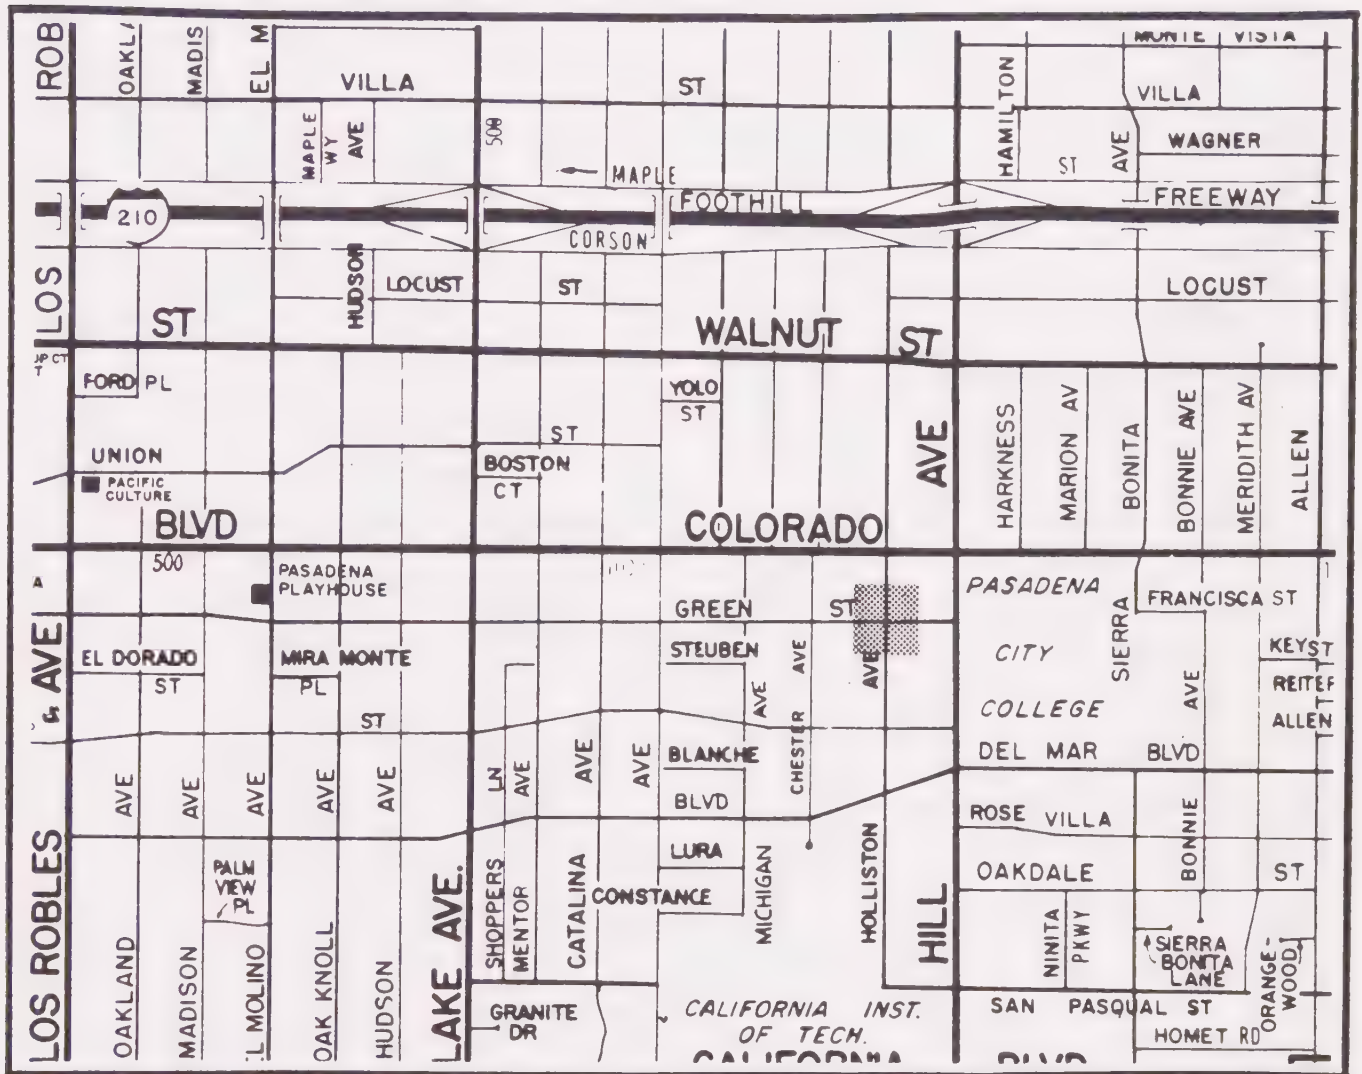 ROB
OAKLA
MADIS
EL M
VILLA
ST
HAMILTON
MONTE VISTA
VILLA
MAPLE WY
AVE
500
MAPLE
ST
AVE
WAGNER
210
FOOTHILL
FREEWAY
CORSON
LOS
HUDSON
LOCUST
ST
LOCUST
ST
WALNUT
ST
FORD PL
YOLO
ST
UNION
ST
BOSTON
CT
PACIFIC
CULTURE
AVE
HARKNESS
MARION AV
BONITA
BONNIE AVE
MERIDITH AV
ALLEN
BLVD
COLORADO
500
PASADENA
PLAYHOUSE
GREEN
ST
PASADENA
CITY
COLLEGE
SIERRA
FRANCISCA ST
AVE
EL DORADO
ST
MIRA MONTE
PL
STEUBEN
AVE
AVE
AVE
KEYST
REITER
ALLEN
AVE
ST
DEL MAR
BLVD
AVE
AVE
AVE
AVE
AVE
LN
AVE
AVE
AVE
BLANCHE
BLVD
CHESTER
ROSE VILLA
LOS ROBLES
PALM
VIEW
PL
LURA
CONSTANCE
MICHIGAN
HOLLISTON
OAKDALE
BONNIE
ST
OAKLAND
MADISON
L MOLINO
OAK KNOLL
HUDSON
LAKE AVE.
SHOPPERS
MENTOR
CATALINA
HILL
NINITA
PKWY
SIERRA
BONITA
LANE
ORANGE-
WOOD
GRANITE
DR
CALIFORNIA INST.
OF TECH.
SAN PASQUAL ST
HOMET RD
CALIFORNIA
BLVD